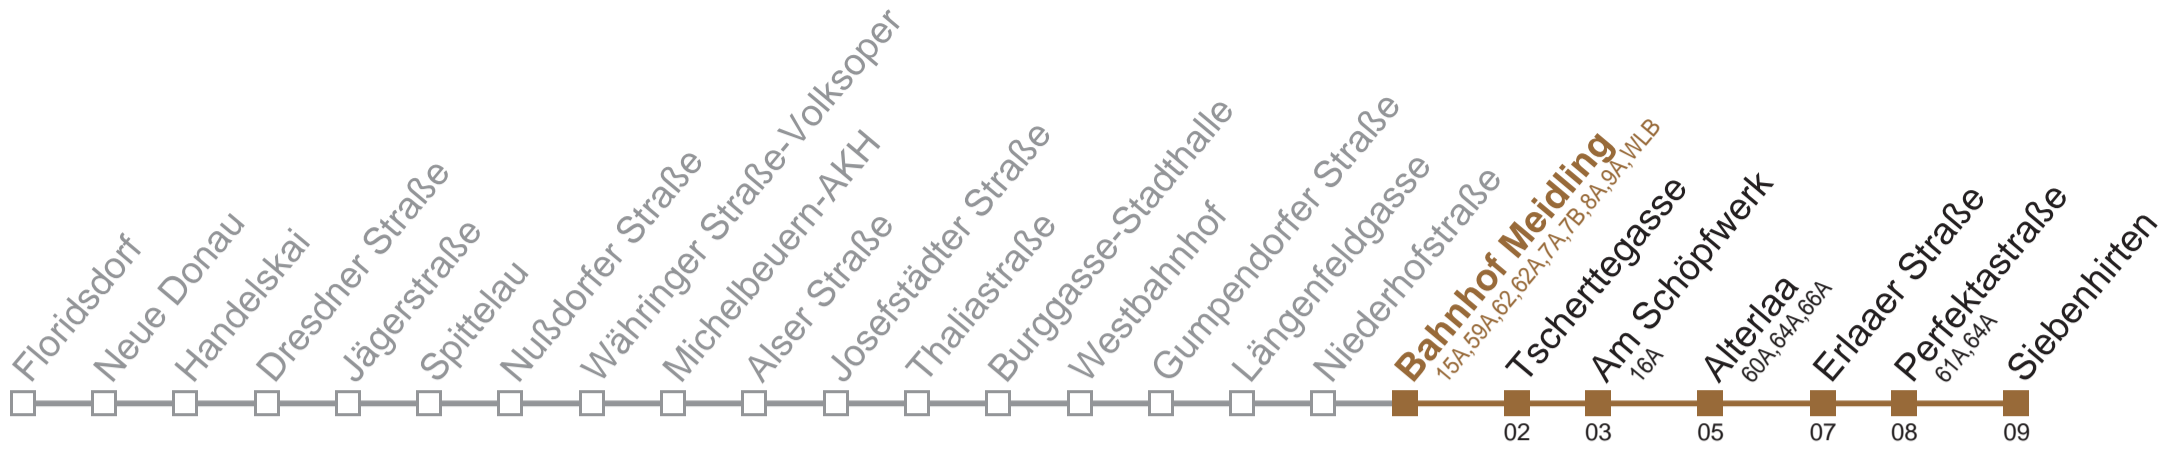 Floridsdorf
Neue Donau
Handelskai
Dresdner Straße
Jägerstraße
Spittelau
Nußdorfer Straße
Währinger Straße-Volksoper
Michelbeuern-AKH
Alser Straße
Josefstädter Straße
Thaliastraße
Burggasse-Stadthalle
Westbahnhof
Gumpendorfer Straße
Längenfeldgasse
Niederhofstraße
Bahnhof Meidling
15A,59A,62,62A,7A,7B,8A,9A,WLB
Tscherttegasse
02
Am Schöpfwerk
16A
03
Alterlaa
60A,64A,66A
05
Erlaaer Straße
07
Perfektastraße
61A,64A
08
Siebenhirten
09